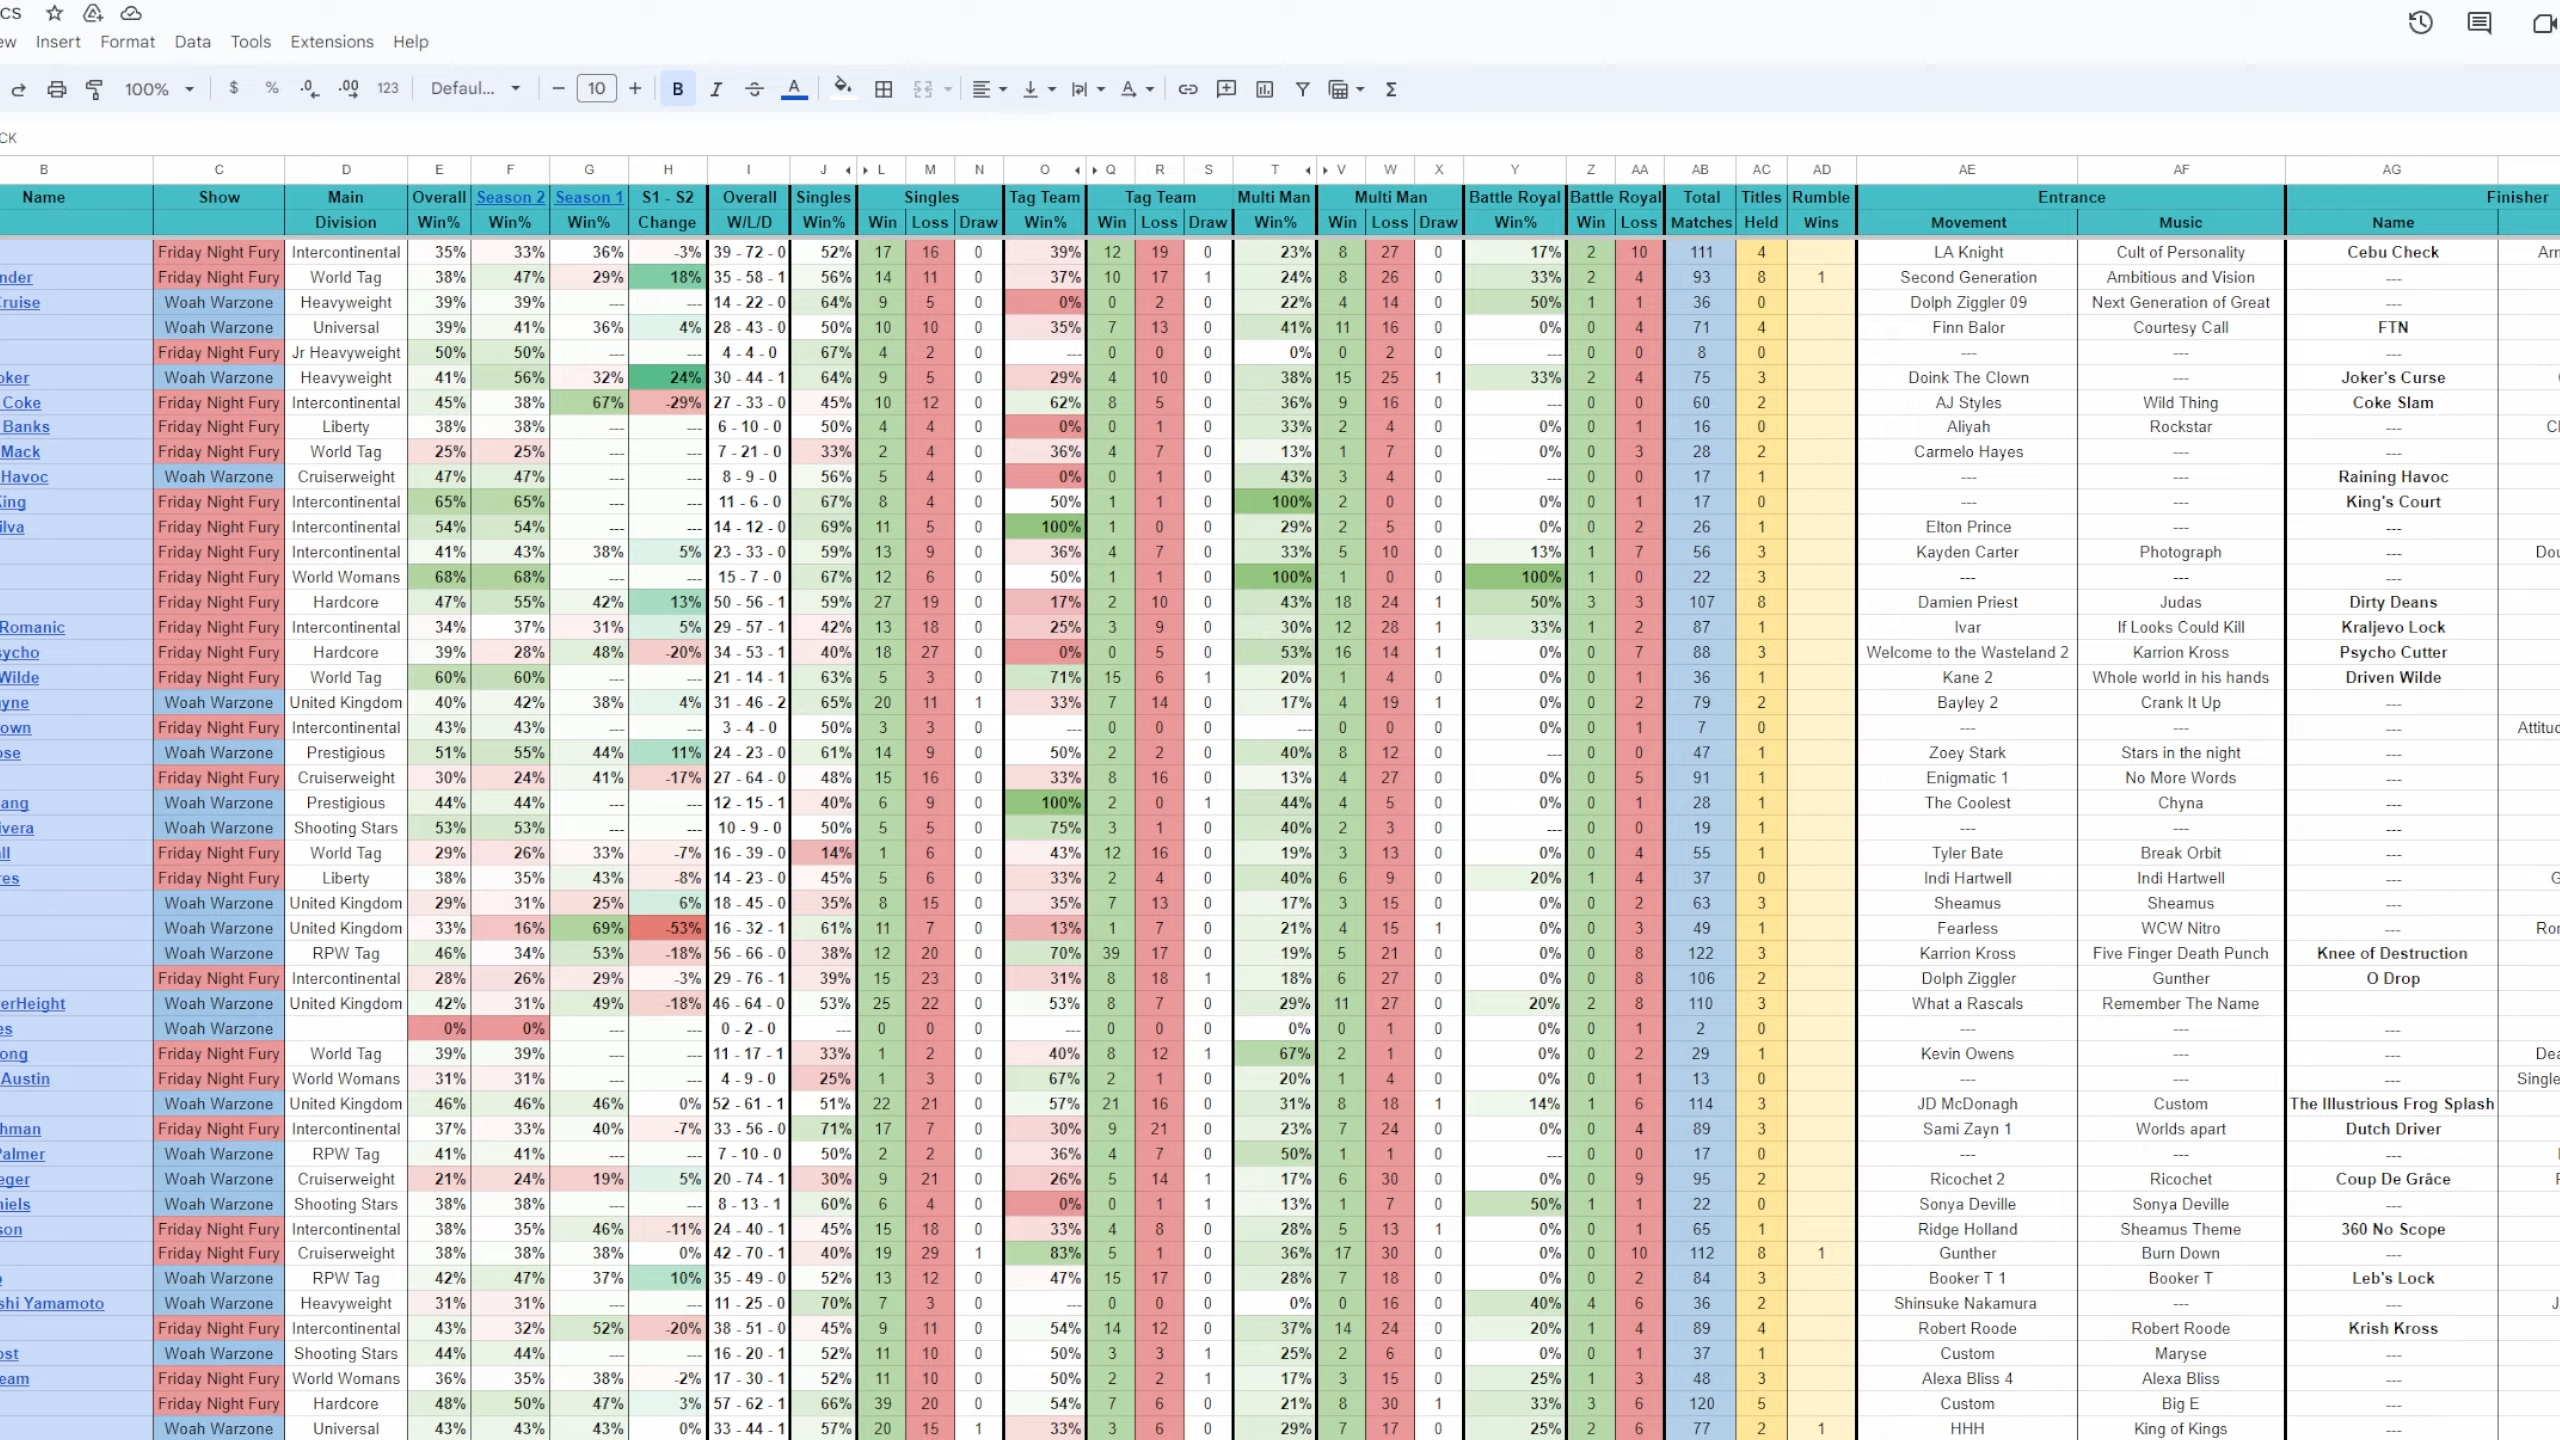 CS
ew Insert Format Data Tools Extensions Help
100% $ % .0 .00 123 Defaul... − 10 + B I A Σ
CK
B C D E F G H I J L M N O Q R S T V W X Y Z AA AB AC AD AE AF AG
Name Show Main Overall Season 2 Season 1 S1 - S2 Overall Singles Singles Tag Team Tag Team Multi Man Multi Man Battle Royal Battle Royal Total Titles Rumble Entrance Finisher
Division Win% Win% Win% Change W/L/D Win% Win Loss Draw Win% Win Loss Draw Win% Win Loss Draw Win% Win Loss Matches Held Wins Movement Music Name
Friday Night Fury Intercontinental 35% 33% 36% -3% 39 - 72 - 0 52% 17 16 0 39% 12 19 0 23% 8 27 0 17% 2 10 111 4 LA Knight Cult of Personality Cebu Check
nder Friday Night Fury World Tag 38% 47% 29% 18% 35 - 58 - 1 56% 14 11 0 37% 10 17 1 24% 8 26 0 33% 2 4 93 8 1 Second Generation Ambitious and Vision ---
Cruise Woah Warzone Heavyweight 39% 39% --- --- 14 - 22 - 0 64% 9 5 0 0% 0 2 0 22% 4 14 0 50% 1 1 36 0 Dolph Ziggler 09 Next Generation of Great ---
Woah Warzone Universal 39% 41% 36% 4% 28 - 43 - 0 50% 10 10 0 35% 7 13 0 41% 11 16 0 0% 0 4 71 4 Finn Balor Courtesy Call FTN
Friday Night Fury Jr Heavyweight 50% 50% --- --- 4 - 4 - 0 67% 4 2 0 --- 0 0 0 0% 0 2 0 --- 0 0 8 0 --- --- ---
oker Woah Warzone Heavyweight 41% 56% 32% 24% 30 - 44 - 1 64% 9 5 0 29% 4 10 0 38% 15 25 1 33% 2 4 75 3 Doink The Clown --- Joker's Curse
Coke Friday Night Fury Intercontinental 45% 38% 67% -29% 27 - 33 - 0 45% 10 12 0 62% 8 5 0 36% 9 16 0 --- 0 0 60 2 AJ Styles Wild Thing Coke Slam
Banks Friday Night Fury Liberty 38% 38% --- --- 6 - 10 - 0 50% 4 4 0 0% 0 1 0 33% 2 4 0 0% 0 1 16 0 Aliyah Rockstar ---
Mack Friday Night Fury World Tag 25% 25% --- --- 7 - 21 - 0 33% 2 4 0 36% 4 7 0 13% 1 7 0 0% 0 3 28 2 Carmelo Hayes --- ---
Havoc Woah Warzone Cruiserweight 47% 47% --- --- 8 - 9 - 0 56% 5 4 0 0% 0 1 0 43% 3 4 0 --- 0 0 17 1 --- --- Raining Havoc
King Friday Night Fury Intercontinental 65% 65% --- --- 11 - 6 - 0 67% 8 4 0 50% 1 1 0 100% 2 0 0 0% 0 1 17 0 --- --- King's Court
ilva Friday Night Fury Intercontinental 54% 54% --- --- 14 - 12 - 0 69% 11 5 0 100% 1 0 0 29% 2 5 0 0% 0 2 26 1 Elton Prince --- ---
Friday Night Fury Intercontinental 41% 43% 38% 5% 23 - 33 - 0 59% 13 9 0 36% 4 7 0 33% 5 10 0 13% 1 7 56 3 Kayden Carter Photograph --- Dou
Friday Night Fury World Womans 68% 68% --- --- 15 - 7 - 0 67% 12 6 0 50% 1 1 0 100% 1 0 0 100% 1 0 22 3 --- --- ---
Friday Night Fury Hardcore 47% 55% 42% 13% 50 - 56 - 1 59% 27 19 0 17% 2 10 0 43% 18 24 1 50% 3 3 107 8 Damien Priest Judas Dirty Deans
Romanic Friday Night Fury Intercontinental 34% 37% 31% 5% 29 - 57 - 1 42% 13 18 0 25% 3 9 0 30% 12 28 1 33% 1 2 87 1 Ivar If Looks Could Kill Kraljevo Lock
sycho Friday Night Fury Hardcore 39% 28% 48% -20% 34 - 53 - 1 40% 18 27 0 0% 0 5 0 53% 16 14 1 0% 0 7 88 3 Welcome to the Wasteland 2 Karrion Kross Psycho Cutter
Wilde Friday Night Fury World Tag 60% 60% --- --- 21 - 14 - 1 63% 5 3 0 71% 15 6 1 20% 1 4 0 0% 0 1 36 1 Kane 2 Whole world in his hands Driven Wilde
yne Woah Warzone United Kingdom 40% 42% 38% 4% 31 - 46 - 2 65% 20 11 1 33% 7 14 0 17% 4 19 1 0% 0 2 79 2 Bayley 2 Crank It Up ---
own Friday Night Fury Intercontinental 43% 43% --- --- 3 - 4 - 0 50% 3 3 0 --- 0 0 0 --- 0 0 0 0% 0 1 7 0 --- --- --- Attituc
ose Woah Warzone Prestigious 51% 55% 44% 11% 24 - 23 - 0 61% 14 9 0 50% 2 2 0 40% 8 12 0 --- 0 0 47 1 Zoey Stark Stars in the night ---
Friday Night Fury Cruiserweight 30% 24% 41% -17% 27 - 64 - 0 48% 15 16 0 33% 8 16 0 13% 4 27 0 0% 0 5 91 1 Enigmatic 1 No More Words ---
ang Woah Warzone Prestigious 44% 44% --- --- 12 - 15 - 1 40% 6 9 0 100% 2 0 1 44% 4 5 0 0% 0 1 28 1 The Coolest Chyna ---
ivera Woah Warzone Shooting Stars 53% 53% --- --- 10 - 9 - 0 50% 5 5 0 75% 3 1 0 40% 2 3 0 --- 0 0 19 1 --- --- ---
ll Friday Night Fury World Tag 29% 26% 33% -7% 16 - 39 - 0 14% 1 6 0 43% 12 16 0 19% 3 13 0 0% 0 4 55 1 Tyler Bate Break Orbit ---
res Friday Night Fury Liberty 38% 35% 43% -8% 14 - 23 - 0 45% 5 6 0 33% 2 4 0 40% 6 9 0 20% 1 4 37 0 Indi Hartwell Indi Hartwell ---
Woah Warzone United Kingdom 29% 31% 25% 6% 18 - 45 - 0 35% 8 15 0 35% 7 13 0 17% 3 15 0 0% 0 2 63 3 Sheamus Sheamus ---
Woah Warzone United Kingdom 33% 16% 69% -53% 16 - 32 - 1 61% 11 7 0 13% 1 7 0 21% 4 15 1 0% 0 3 49 1 Fearless WCW Nitro --- Ror
Woah Warzone RPW Tag 46% 34% 53% -18% 56 - 66 - 0 38% 12 20 0 70% 39 17 0 19% 5 21 0 0% 0 8 122 3 Karrion Kross Five Finger Death Punch Knee of Destruction
Friday Night Fury Intercontinental 28% 26% 29% -3% 29 - 76 - 1 39% 15 23 0 31% 8 18 1 18% 6 27 0 0% 0 8 106 2 Dolph Ziggler Gunther O Drop
erHeight Woah Warzone United Kingdom 42% 31% 49% -18% 46 - 64 - 0 53% 25 22 0 53% 8 7 0 29% 11 27 0 20% 2 8 110 3 What a Rascals Remember The Name ---
es Woah Warzone 0% 0% --- --- 0 - 2 - 0 --- 0 0 0 --- 0 0 0 0% 0 1 0 0% 0 1 2 0 --- --- ---
ong Friday Night Fury World Tag 39% 39% --- --- 11 - 17 - 1 33% 1 2 0 40% 8 12 1 67% 2 1 0 0% 0 2 29 1 Kevin Owens --- --- Dea
Austin Friday Night Fury World Womans 31% 31% --- --- 4 - 9 - 0 25% 1 3 0 67% 2 1 0 20% 1 4 0 0% 0 1 13 0 --- --- --- Single
Woah Warzone United Kingdom 46% 46% 46% 0% 52 - 61 - 1 51% 22 21 0 57% 21 16 0 31% 8 18 1 14% 1 6 114 3 JD McDonagh Custom The Illustrious Frog Splash
hman Friday Night Fury Intercontinental 37% 33% 40% -7% 33 - 56 - 0 71% 17 7 0 30% 9 21 0 23% 7 24 0 0% 0 4 89 3 Sami Zayn 1 Worlds apart Dutch Driver
Palmer Woah Warzone RPW Tag 41% 41% --- --- 7 - 10 - 0 50% 2 2 0 36% 4 7 0 50% 1 1 0 --- 0 0 17 0 --- --- ---
eger Woah Warzone Cruiserweight 21% 24% 19% 5% 20 - 74 - 1 30% 9 21 0 26% 5 14 1 17% 6 30 0 0% 0 9 95 2 Ricochet 2 Ricochet Coup De Grâce
niels Woah Warzone Shooting Stars 38% 38% --- --- 8 - 13 - 1 60% 6 4 0 0% 0 1 1 13% 1 7 0 50% 1 1 22 0 Sonya Deville Sonya Deville ---
son Friday Night Fury Intercontinental 38% 35% 46% -11% 24 - 40 - 1 45% 15 18 0 33% 4 8 0 28% 5 13 1 0% 0 1 65 1 Ridge Holland Sheamus Theme 360 No Scope
Friday Night Fury Cruiserweight 38% 38% 38% 0% 42 - 70 - 1 40% 19 29 1 83% 5 1 0 36% 17 30 0 0% 0 10 112 8 1 Gunther Burn Down ---
Woah Warzone RPW Tag 42% 47% 37% 10% 35 - 49 - 0 52% 13 12 0 47% 15 17 0 28% 7 18 0 0% 0 2 84 3 Booker T 1 Booker T Leb's Lock
shi Yamamoto Woah Warzone Heavyweight 31% 31% --- --- 11 - 25 - 0 70% 7 3 0 --- 0 0 0 0% 0 16 0 40% 4 6 36 2 Shinsuke Nakamura --- ---
Friday Night Fury Intercontinental 43% 32% 52% -20% 38 - 51 - 0 45% 9 11 0 54% 14 12 0 37% 14 24 0 20% 1 4 89 4 Robert Roode Robert Roode Krish Kross
ost Woah Warzone Shooting Stars 44% 44% --- --- 16 - 20 - 1 52% 11 10 0 50% 3 3 1 25% 2 6 0 0% 0 1 37 1 Custom Maryse ---
eam Friday Night Fury World Womans 36% 35% 38% -2% 17 - 30 - 1 52% 11 10 0 50% 2 2 1 17% 3 15 0 25% 1 3 48 3 Alexa Bliss 4 Alexa Bliss ---
Friday Night Fury Hardcore 48% 50% 47% 3% 57 - 62 - 1 66% 39 20 0 54% 7 6 0 21% 8 30 1 33% 3 6 120 5 Custom Big E ---
Woah Warzone Universal 43% 43% 43% 0% 33 - 44 - 1 57% 20 15 1 33% 3 6 0 29% 7 17 0 25% 2 6 77 2 1 HHH King of Kings ---